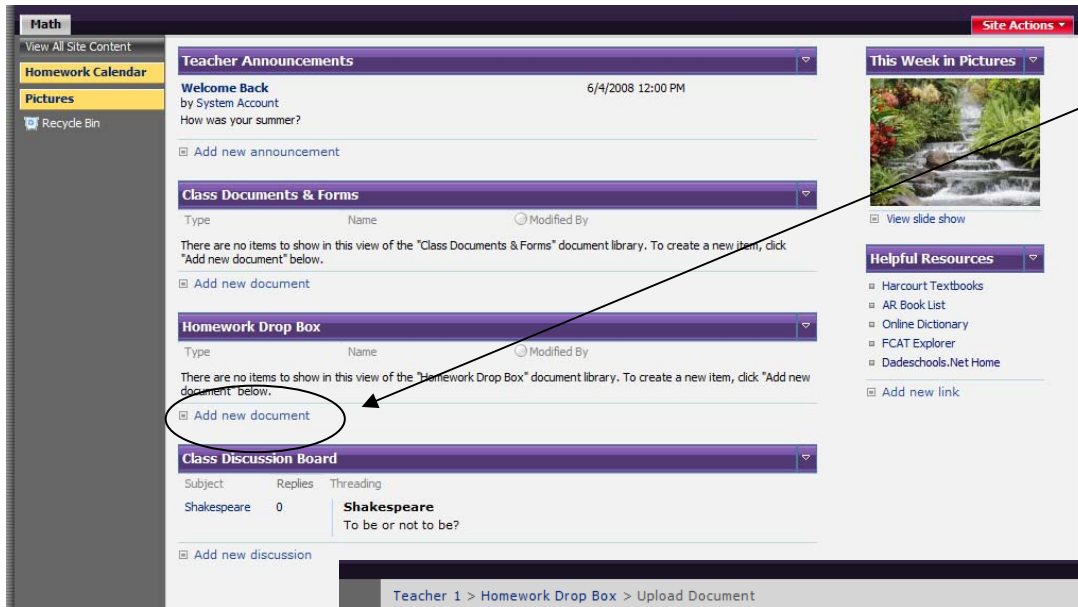 Math
Site Actions
View All Site Content
Homework Calendar
Pictures
Recycle Bin
Teacher Announcements
Welcome Back 6/4/2008 12:00 PM
by System Account
How was your summer?
Add new announcement
Class Documents & Forms
Type Name Modified By
There are no items to show in this view of the "Class Documents & Forms" document library. To create a new item, click
"Add new document" below.
Add new document
Homework Drop Box
Type Name Modified By
There are no items to show in this view of the "Homework Drop Box" document library. To create a new item, click "Add new
document" below.
Add new document
Class Discussion Board
Subject Replies Threading
Shakespeare 0 Shakespeare
To be or not to be?
Add new discussion
This Week in Pictures
View slide show
Helpful Resources
Harcourt Textbooks
AR Book List
Online Dictionary
FCAT Explorer
Dadeschools.Net Home
Add new link
Teacher 1 > Homework Drop Box > Upload Document